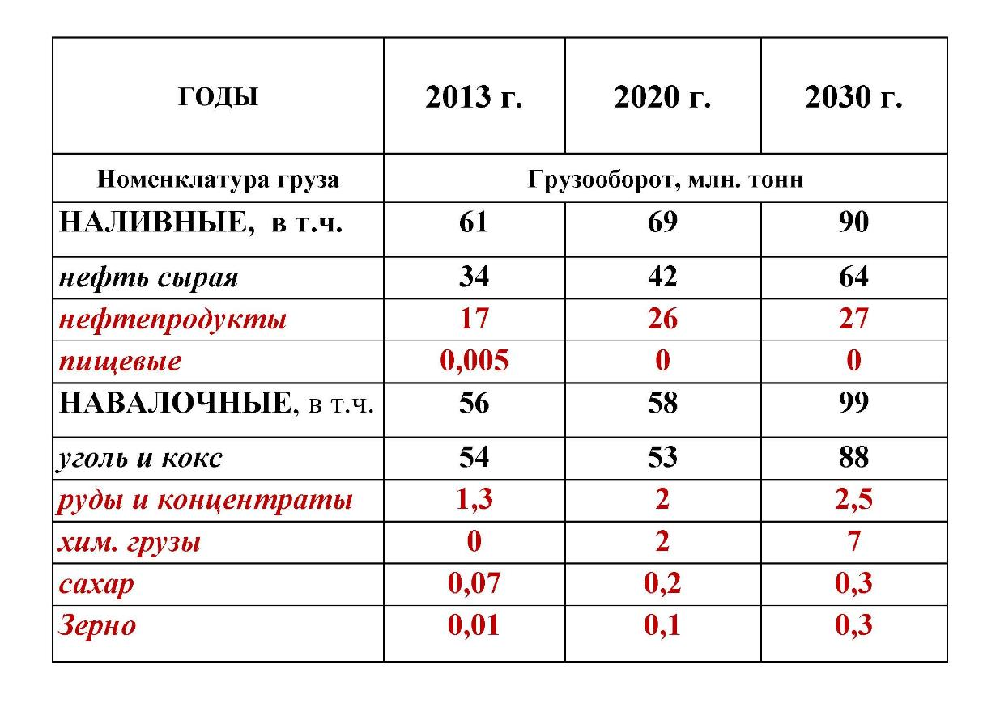 ГОДЫ 2013 г. 2020 г. 2030 г.
Номенклатура груза Грузооборот, млн. тонн
НАЛИВНЫЕ, в т.ч. 61 69 90
нефть сырая 34 42 64
нефтепродукты 17 26 27
пищевые 0,005 0 0
НАВАЛОЧНЫЕ, в т.ч. 56 58 99
уголь и кокс 54 53 88
руды и концентраты 1,3 2 2,5
хим. грузы 0 2 7
сахар 0,07 0,2 0,3
Зерно 0,01 0,1 0,3